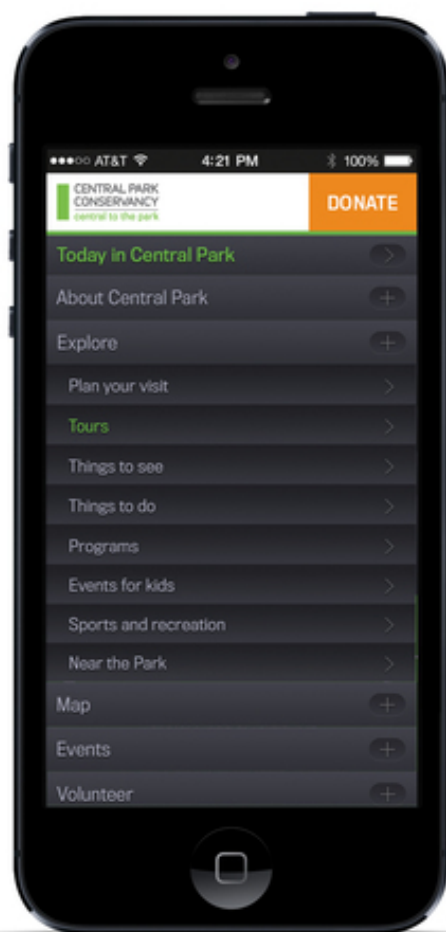 ●●●○○ AT&T 4:21 PM 100%
CENTRAL PARK
CONSERVANCY
central to the park
DONATE
Today in Central Park
About Central Park
Explore
Plan your visit
Tours
Things to see
Things to do
Programs
Events for kids
Sports and recreation
Near the Park
Map
Events
Volunteer